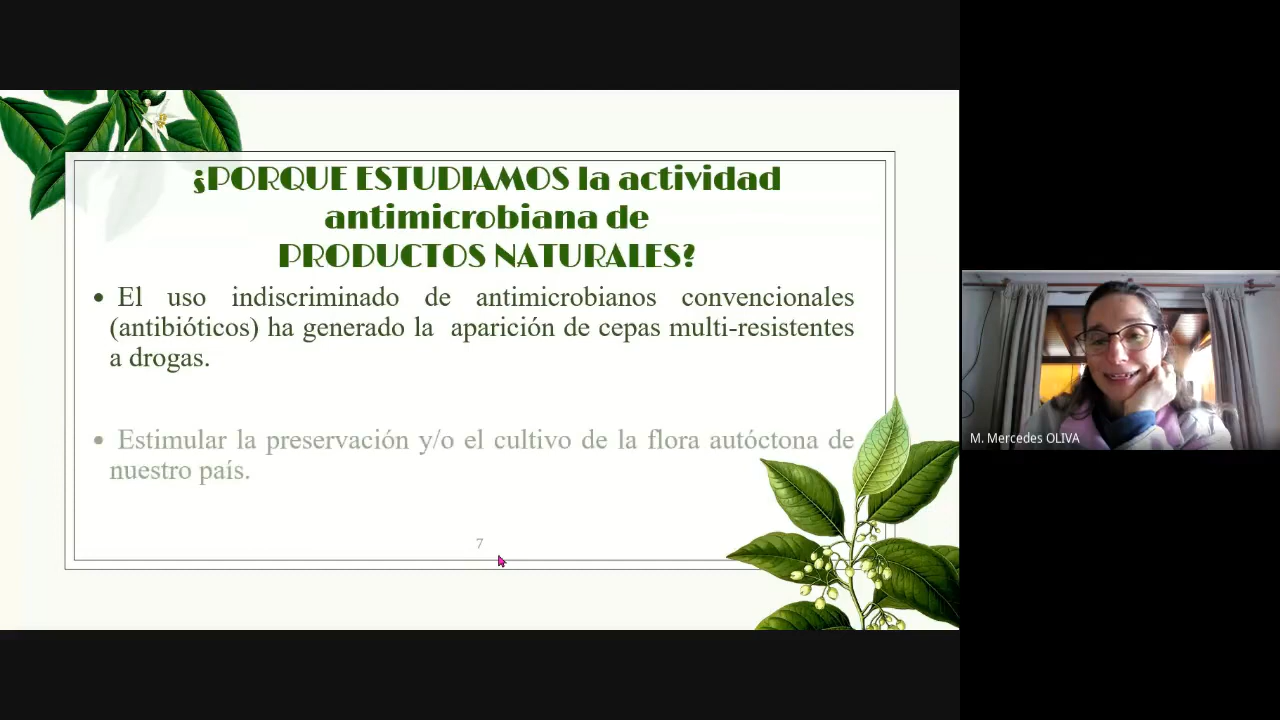 ¿PORQUE ESTUDIAMOS la actividad
antimicrobiana de
PRODUCTOS NATURALES?
• El uso indiscriminado de antimicrobianos convencionales
(antibióticos) ha generado la aparición de cepas multi-resistentes
a drogas.
• Estimular la preservación y/o el cultivo de la flora autóctona de
nuestro país.
7
M. Mercedes OLIVA